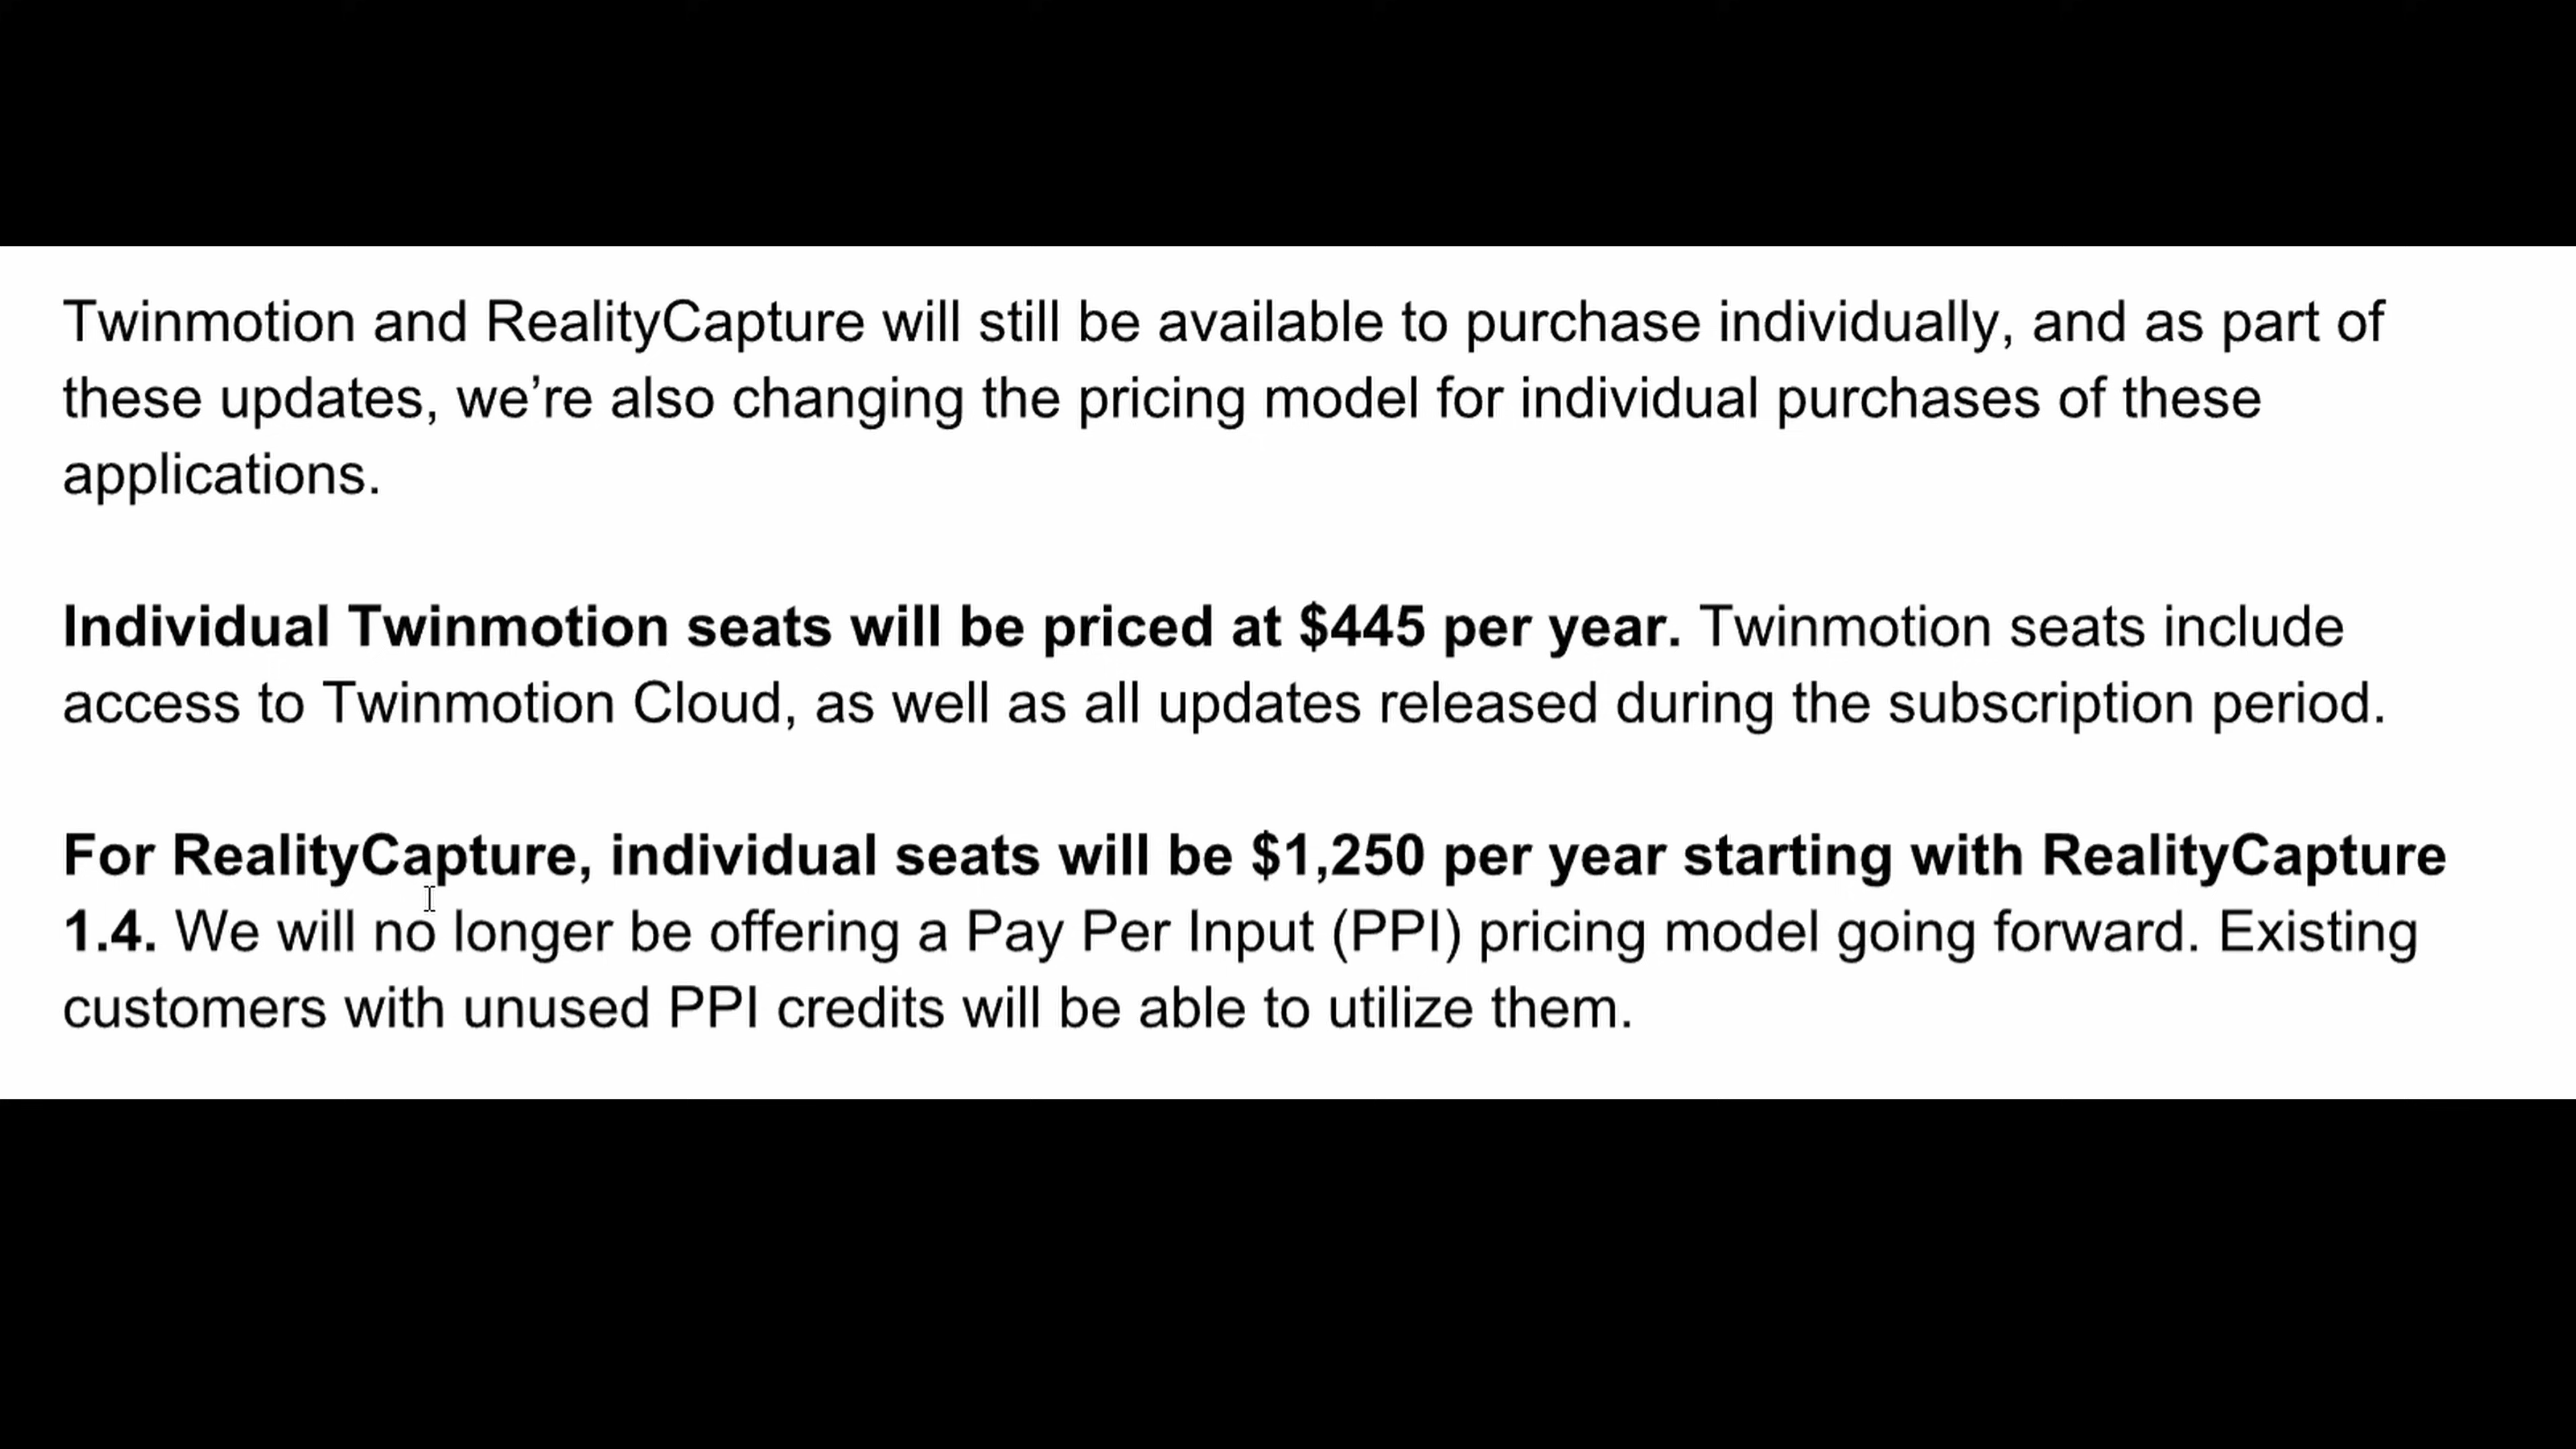 Twinmotion and RealityCapture will still be available to purchase individually, and as part of
these updates, we’re also changing the pricing model for individual purchases of these
applications.
Individual Twinmotion seats will be priced at $445 per year. Twinmotion seats include
access to Twinmotion Cloud, as well as all updates released during the subscription period.
For RealityCapture, individual seats will be $1,250 per year starting with RealityCapture
1.4. We will no longer be offering a Pay Per Input (PPI) pricing model going forward. Existing
customers with unused PPI credits will be able to utilize them.